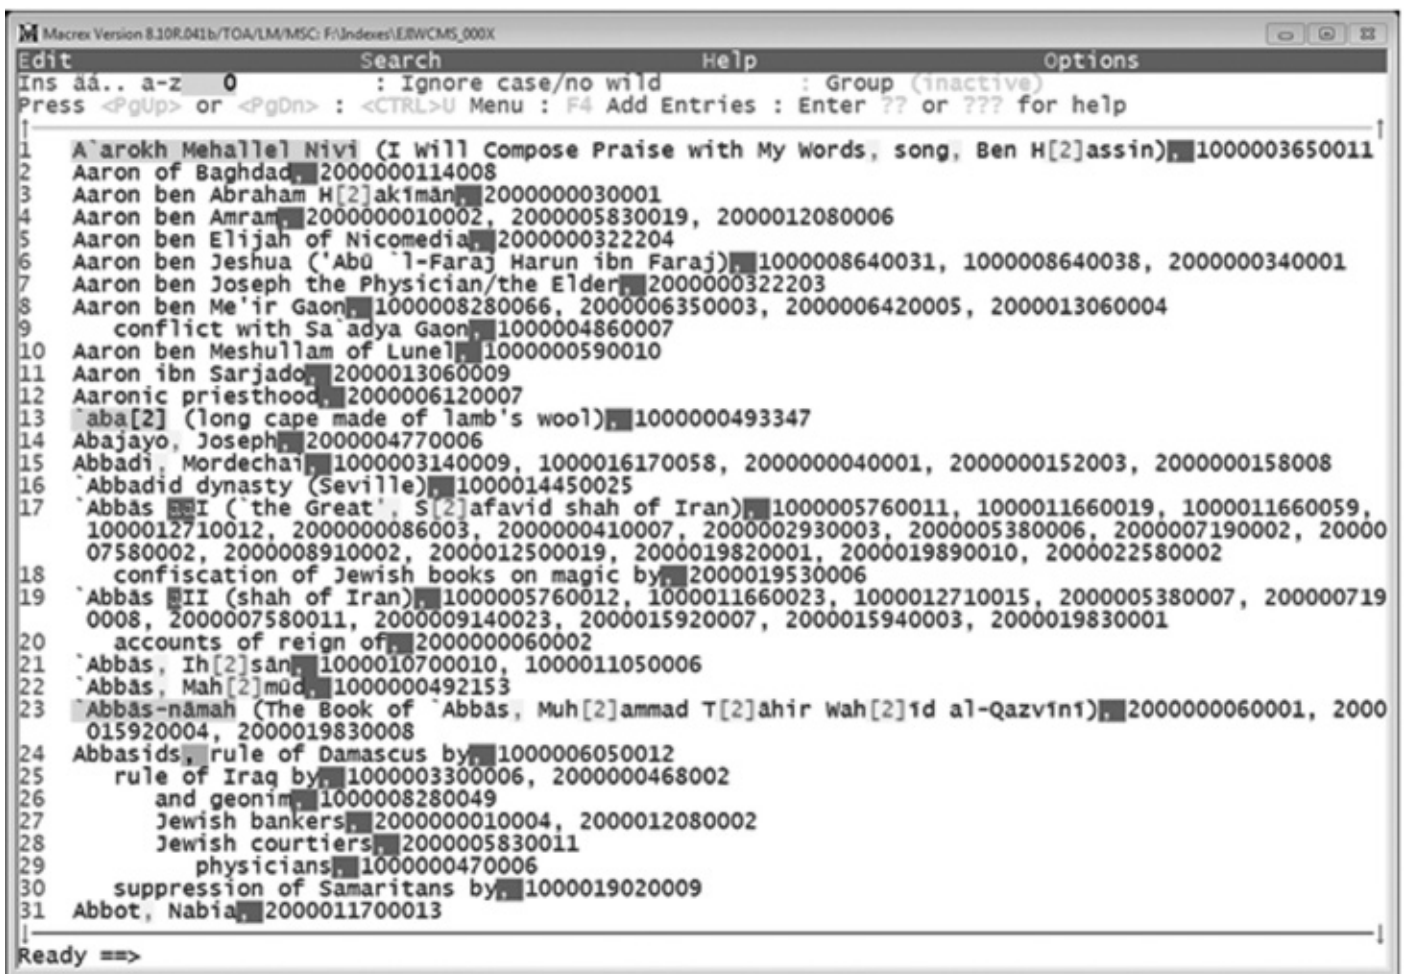 Macrex Version 8.10R.041b/TOA/LM/MSC: F:\Indexes\EJIWCMS_000X
Edit Search Help Options
Ins äá.. a-z 0 : Ignore case/no wild : Group (inactive)
Press <PgUp> or <PgDn> : <CTRL>U Menu : F4 Add Entries : Enter ?? or ??? for help
1 A`arokh Mehallel Nivi (I Will Compose Praise with My Words, song, Ben H[2]assin), 1000003650011
2 Aaron of Baghdad, 2000000114008
3 Aaron ben Abraham H[2]akīmān, 2000000030001
4 Aaron ben Amram, 2000000010002, 2000005830019, 2000012080006
5 Aaron ben Elijah of Nicomedia, 2000000322204
6 Aaron ben Jeshua ('Abū `l-Faraj Harun ibn Faraj), 1000008640031, 1000008640038, 2000000340001
7 Aaron ben Joseph the Physician/the Elder, 2000000322203
8 Aaron ben Me'ir Gaon, 1000008280066, 2000006350003, 2000006420005, 2000013060004
9 conflict with Sa`adya Gaon, 1000004860007
10 Aaron ben Meshullam of Lunel, 1000000590010
11 Aaron ibn Sarjado, 2000013060009
12 Aaronic priesthood, 2000006120007
13 `aba[2] (long cape made of lamb's wool), 1000000493347
14 Abajayo, Joseph, 2000004770006
15 Abbadi, Mordechai, 1000003140009, 1000016170058, 2000000040001, 2000000152003, 2000000158008
16 `Abbadid dynasty (Seville), 1000014450025
17 `Abbās I (`the Great', S[2]afavid shah of Iran), 1000005760011, 1000011660019, 1000011660059,
1000012710012, 2000000086003, 2000000410007, 2000002930003, 2000005380006, 2000007190002, 20000
07580002, 2000008910002, 2000012500019, 2000019820001, 2000019890010, 2000022580002
18 confiscation of Jewish books on magic by, 2000019530006
19 `Abbās II (shah of Iran), 1000005760012, 1000011660023, 1000012710015, 2000005380007, 200000719
0008, 2000007580011, 2000009140023, 2000015920007, 2000015940003, 2000019830001
20 accounts of reign of, 2000000060002
21 `Abbās, Ih[2]sān, 1000010700010, 1000011050006
22 `Abbās, Mah[2]mūd, 1000000492153
23 `Abbās-nāmah (The Book of `Abbās, Muh[2]ammad T[2]āhir Wah[2]īd al-Qazvīnī), 2000000060001, 2000
015920004, 2000019830008
24 Abbasids, rule of Damascus by, 1000006050012
25 rule of Iraq by, 1000003300006, 2000000468002
26 and geonim, 1000008280049
27 Jewish bankers, 2000000010004, 2000012080002
28 Jewish courtiers, 2000005830011
29 physicians, 1000000470006
30 suppression of Samaritans by, 1000019020009
31 Abbot, Nabia, 2000011700013
Ready ==>